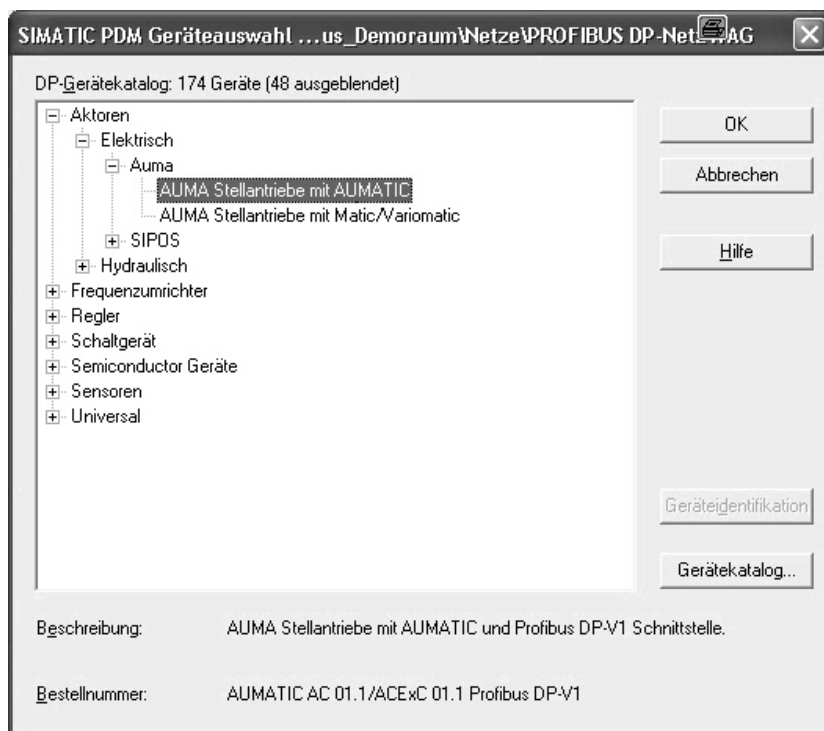 SIMATIC PDM Geräteauswahl ...us_Demoraum\Netze\PROFIBUS DP-Netz WAG
DP-Gerätekatalog: 174 Geräte (48 ausgeblendet)
Aktoren
Elektrisch
Auma
AUMA Stellantriebe mit AUMATIC
AUMA Stellantriebe mit Matic/Variomatic
SIPOS
Hydraulisch
Frequenzumrichter
Regler
Schaltgerät
Semiconductor Geräte
Sensoren
Universal
OK
Abbrechen
Hilfe
Geräteidentifikation
Gerätekatalog...
Beschreibung: AUMA Stellantriebe mit AUMATIC und Profibus DP-V1 Schnittstelle.
Bestellnummer: AUMATIC AC 01.1/ACExC 01.1 Profibus DP-V1